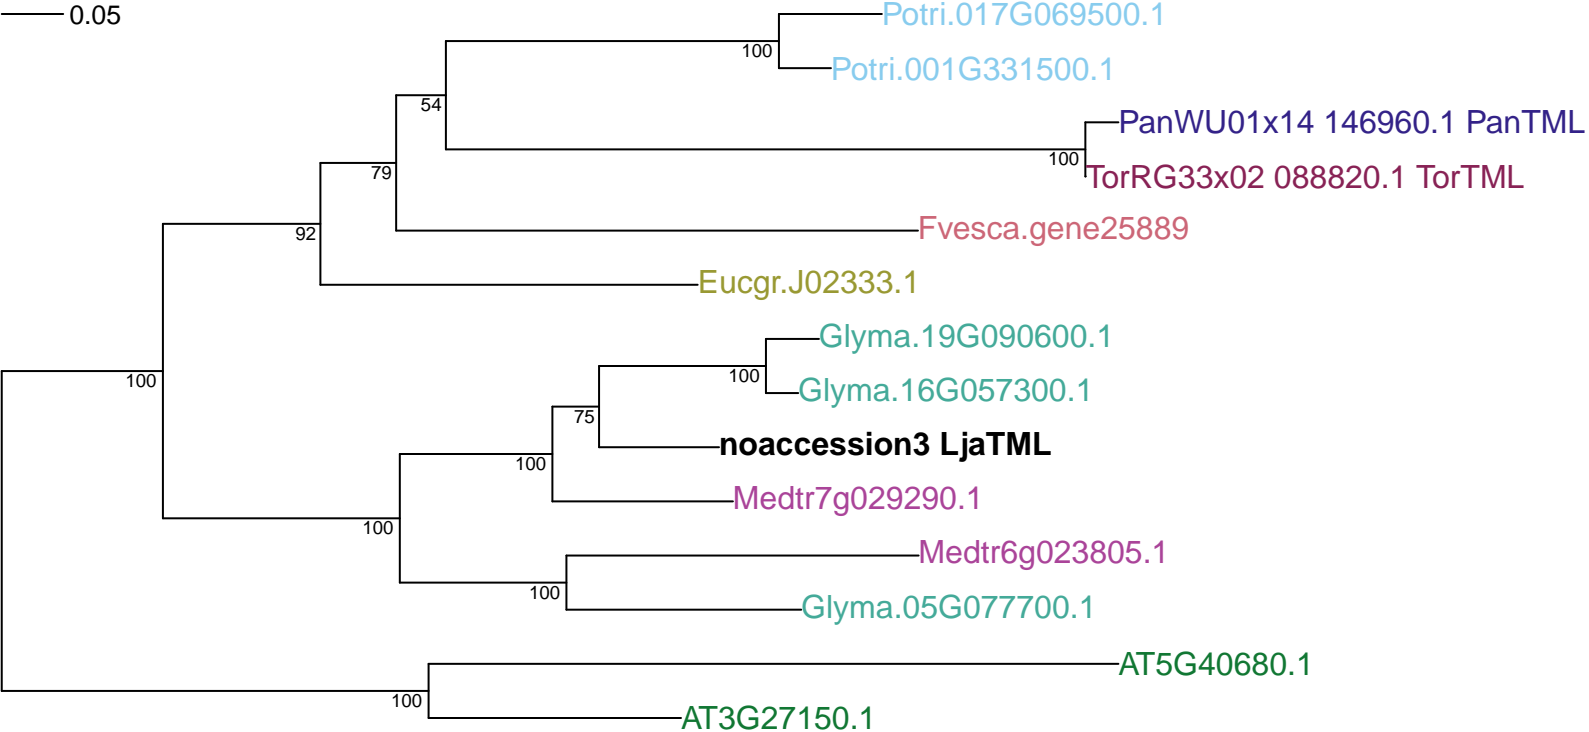 0.05
Potri.017G069500.1
100
Potri.001G331500.1
54
PanWU01x14 146960.1 PanTML
100
79
TorRG33x02 088820.1 TorTML
Fvesca.gene25889
92
Eucgr.J02333.1
Glyma.19G090600.1
100
100
Glyma.16G057300.1
75
noaccession3 LjaTML
100
Medtr7g029290.1
100
Medtr6g023805.1
100
Glyma.05G077700.1
AT5G40680.1
100
AT3G27150.1